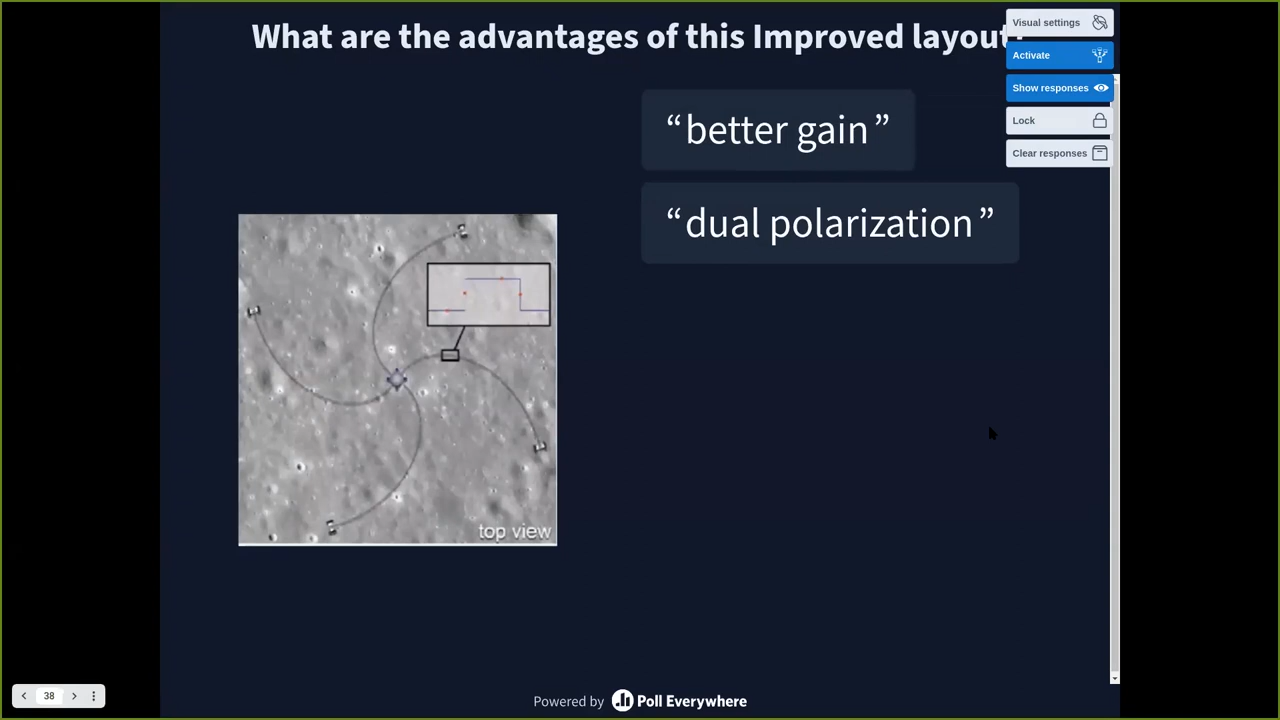 What are the advantages of this Improved layout
Visual settings
Activate
Show responses
Lock
Clear responses
“better gain”
“dual polarization”
top view
38
Powered by Poll Everywhere